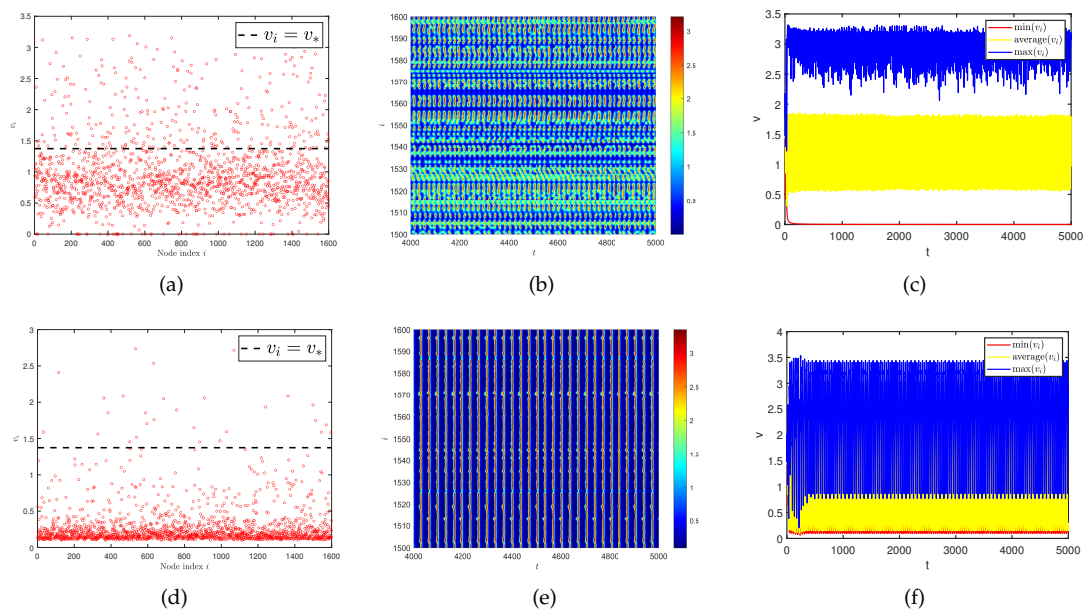 3.5
3
2.5
2
1.5
1
0.5
0
v_i
v_i = v_*
0 200 400 600 800 1000 1200 1400 1600
Node index i
(a)
1600
1590
1580
1570
1560
1550
1540
1530
1520
1510
1500
i
4000 4200 4400 4600 4800 5000
t
3
2.5
2
1.5
1
0.5
(b)
3.5
3
2.5
2
1.5
1
0.5
0
v
min(v_i)
average(v_i)
max(v_i)
0 1000 2000 3000 4000 5000
t
(c)
3
2.5
2
1.5
1
0.5
0
v_i
v_i = v_*
0 200 400 600 800 1000 1200 1400 1600
Node index i
(d)
1600
1590
1580
1570
1560
1550
1540
1530
1520
1510
1500
i
4000 4200 4400 4600 4800 5000
t
3
2.5
2
1.5
1
0.5
(e)
4
3.5
3
2.5
2
1.5
1
0.5
0
v
min(v_i)
average(v_i)
max(v_i)
0 1000 2000 3000 4000 5000
t
(f)